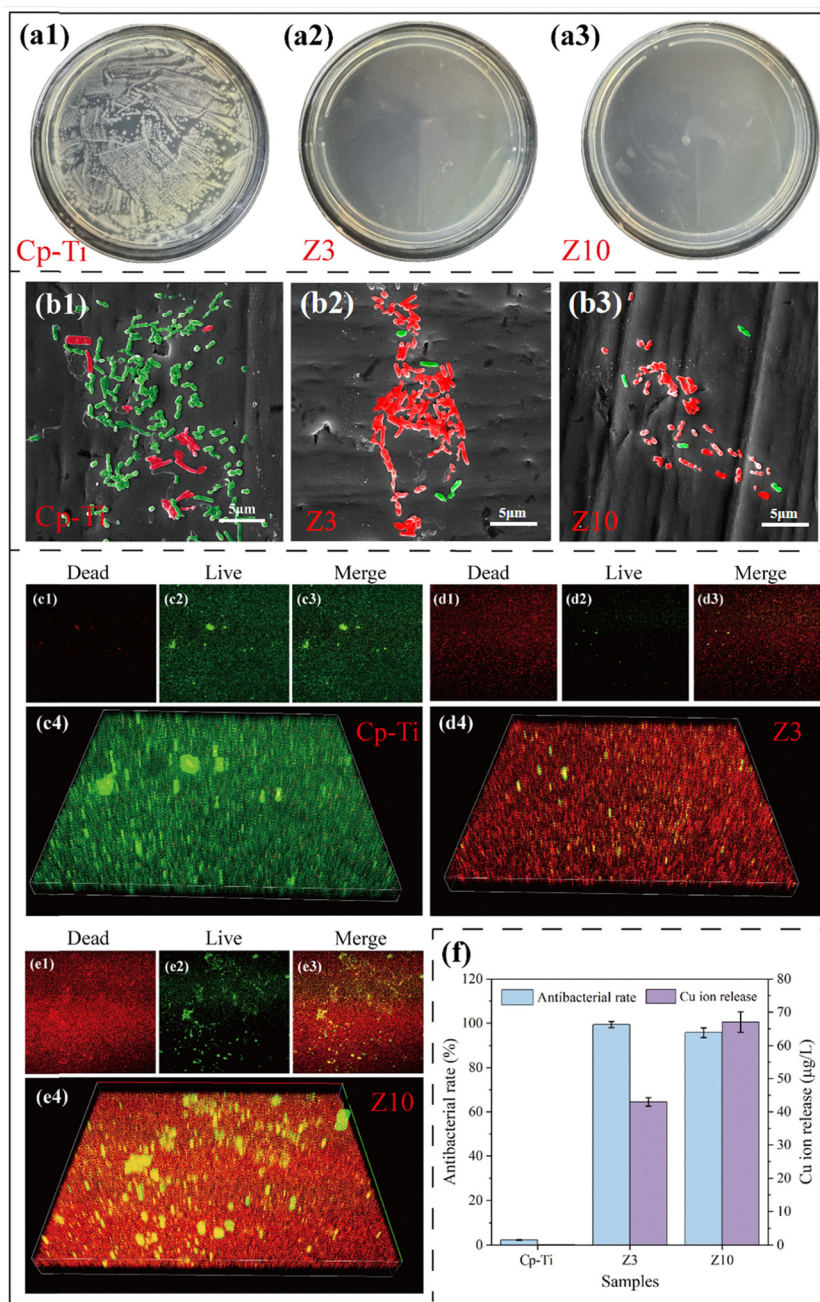 (a1)
(a2)
(a3)
Cp-Ti
Z3
Z10
(b1)
(b2)
(b3)
Cp-Ti
5μm
Z3
5μm
Z10
5μm
Dead
Live
Merge
Dead
Live
Merge
(c1)
(c2)
(c3)
(d1)
(d2)
(d3)
(c4)
Cp-Ti
(d4)
Z3
Dead
Live
Merge
(e1)
(e2)
(e3)
(e4)
Z10
(f)
Antibacterial rate
Cu ion release
Antibacterial rate (%)
120
100
80
60
40
20
0
Cu ion release (μg/L)
80
70
60
50
40
30
20
10
0
Cp-Ti
Z3
Z10
Samples